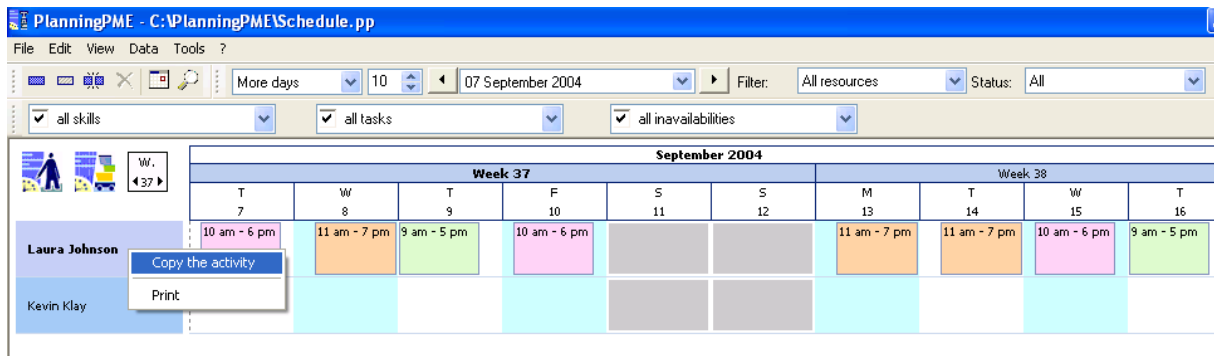 PlanningPME - C:\PlanningPME\Schedule.pp
File Edit View Data Tools ?
More days 10 07 September 2004 Filter: All resources Status: All
all skills all tasks all inavailabilities
September 2004
W. Week 37 Week 38
37 T W T F S S M T W T
7 8 9 10 11 12 13 14 15 16
10 am - 6 pm 11 am - 7 pm 9 am - 5 pm 10 am - 6 pm 11 am - 7 pm 11 am - 7 pm 10 am - 6 pm 9 am - 5 pm
Laura Johnson
Copy the activity
Print
Kevin Klay